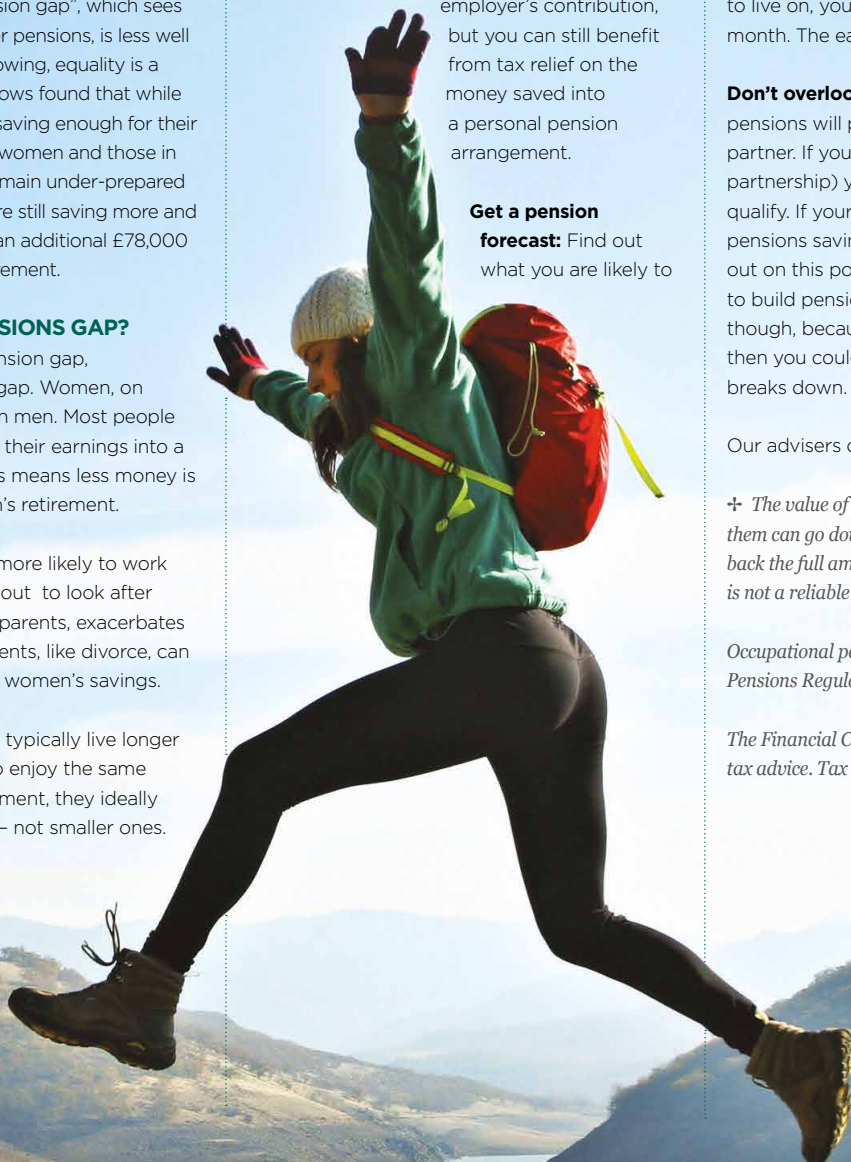 sion gap", which sees
r pensions, is less well
owing, equality is a
ows found that while
saving enough for their
women and those in
main under-prepared
re still saving more and
an additional £78,000
rement.
SIONS GAP?
nsion gap,
gap. Women, on
n men. Most people
their earnings into a
s means less money is
n's retirement.
more likely to work
out to look after
parents, exacerbates
ents, like divorce, can
women's savings.
typically live longer
o enjoy the same
ment, they ideally
– not smaller ones.
employer's contribution,
but you can still benefit
from tax relief on the
money saved into
a personal pension
arrangement.
Get a pension
forecast: Find out
what you are likely to
to live on, you
month. The ea
Don't overloo
pensions will p
partner. If you
partnership) y
qualify. If your
pensions savin
out on this po
to build pensio
though, becau
then you could
breaks down.
Our advisers c
✢ The value of
them can go dow
back the full am
is not a reliable
Occupational pe
Pensions Regula
The Financial C
tax advice. Tax